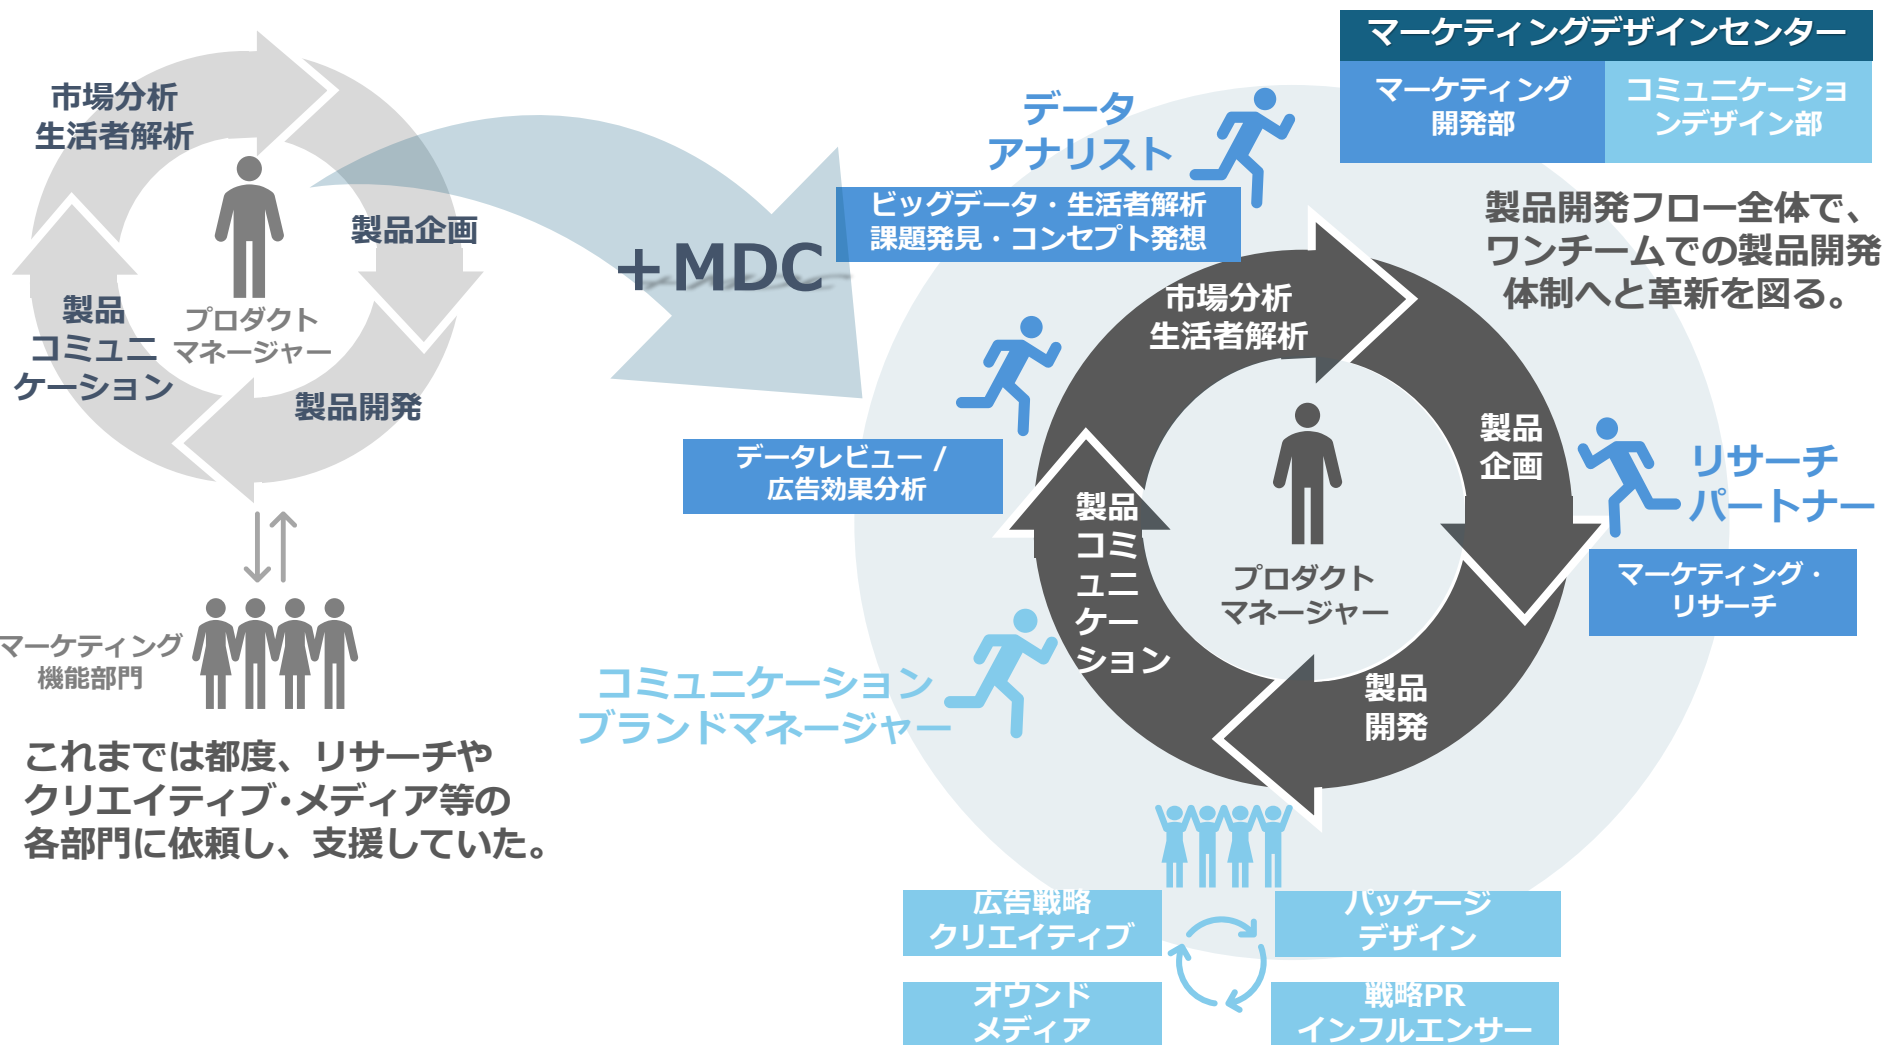 市場分析
生活者解析
製品企画
製品
コミュニ
ケーション
プロダクト
マネージャー
製品開発
マーケティング
機能部門
これまでは都度、リサーチや
クリエイティブ・メディア等の
各部門に依頼し、支援していた。
+MDC
マーケティングデザインセンター
マーケティング
開発部
コミュニケーショ
ンデザイン部
製品開発フロー全体で、
ワンチームでの製品開発
体制へと革新を図る。
データ
アナリスト
ビッグデータ・生活者解析
課題発見・コンセプト発想
市場分析
生活者解析
製品
企画
リサーチ
パートナー
マーケティング・
リサーチ
データレビュー /
広告効果分析
製品
コミ
ュニ
ケー
ション
プロダクト
マネージャー
製品
開発
コミュニケーション
ブランドマネージャー
広告戦略
クリエイティブ
パッケージ
デザイン
オウンド
メディア
戦略PR
インフルエンサー